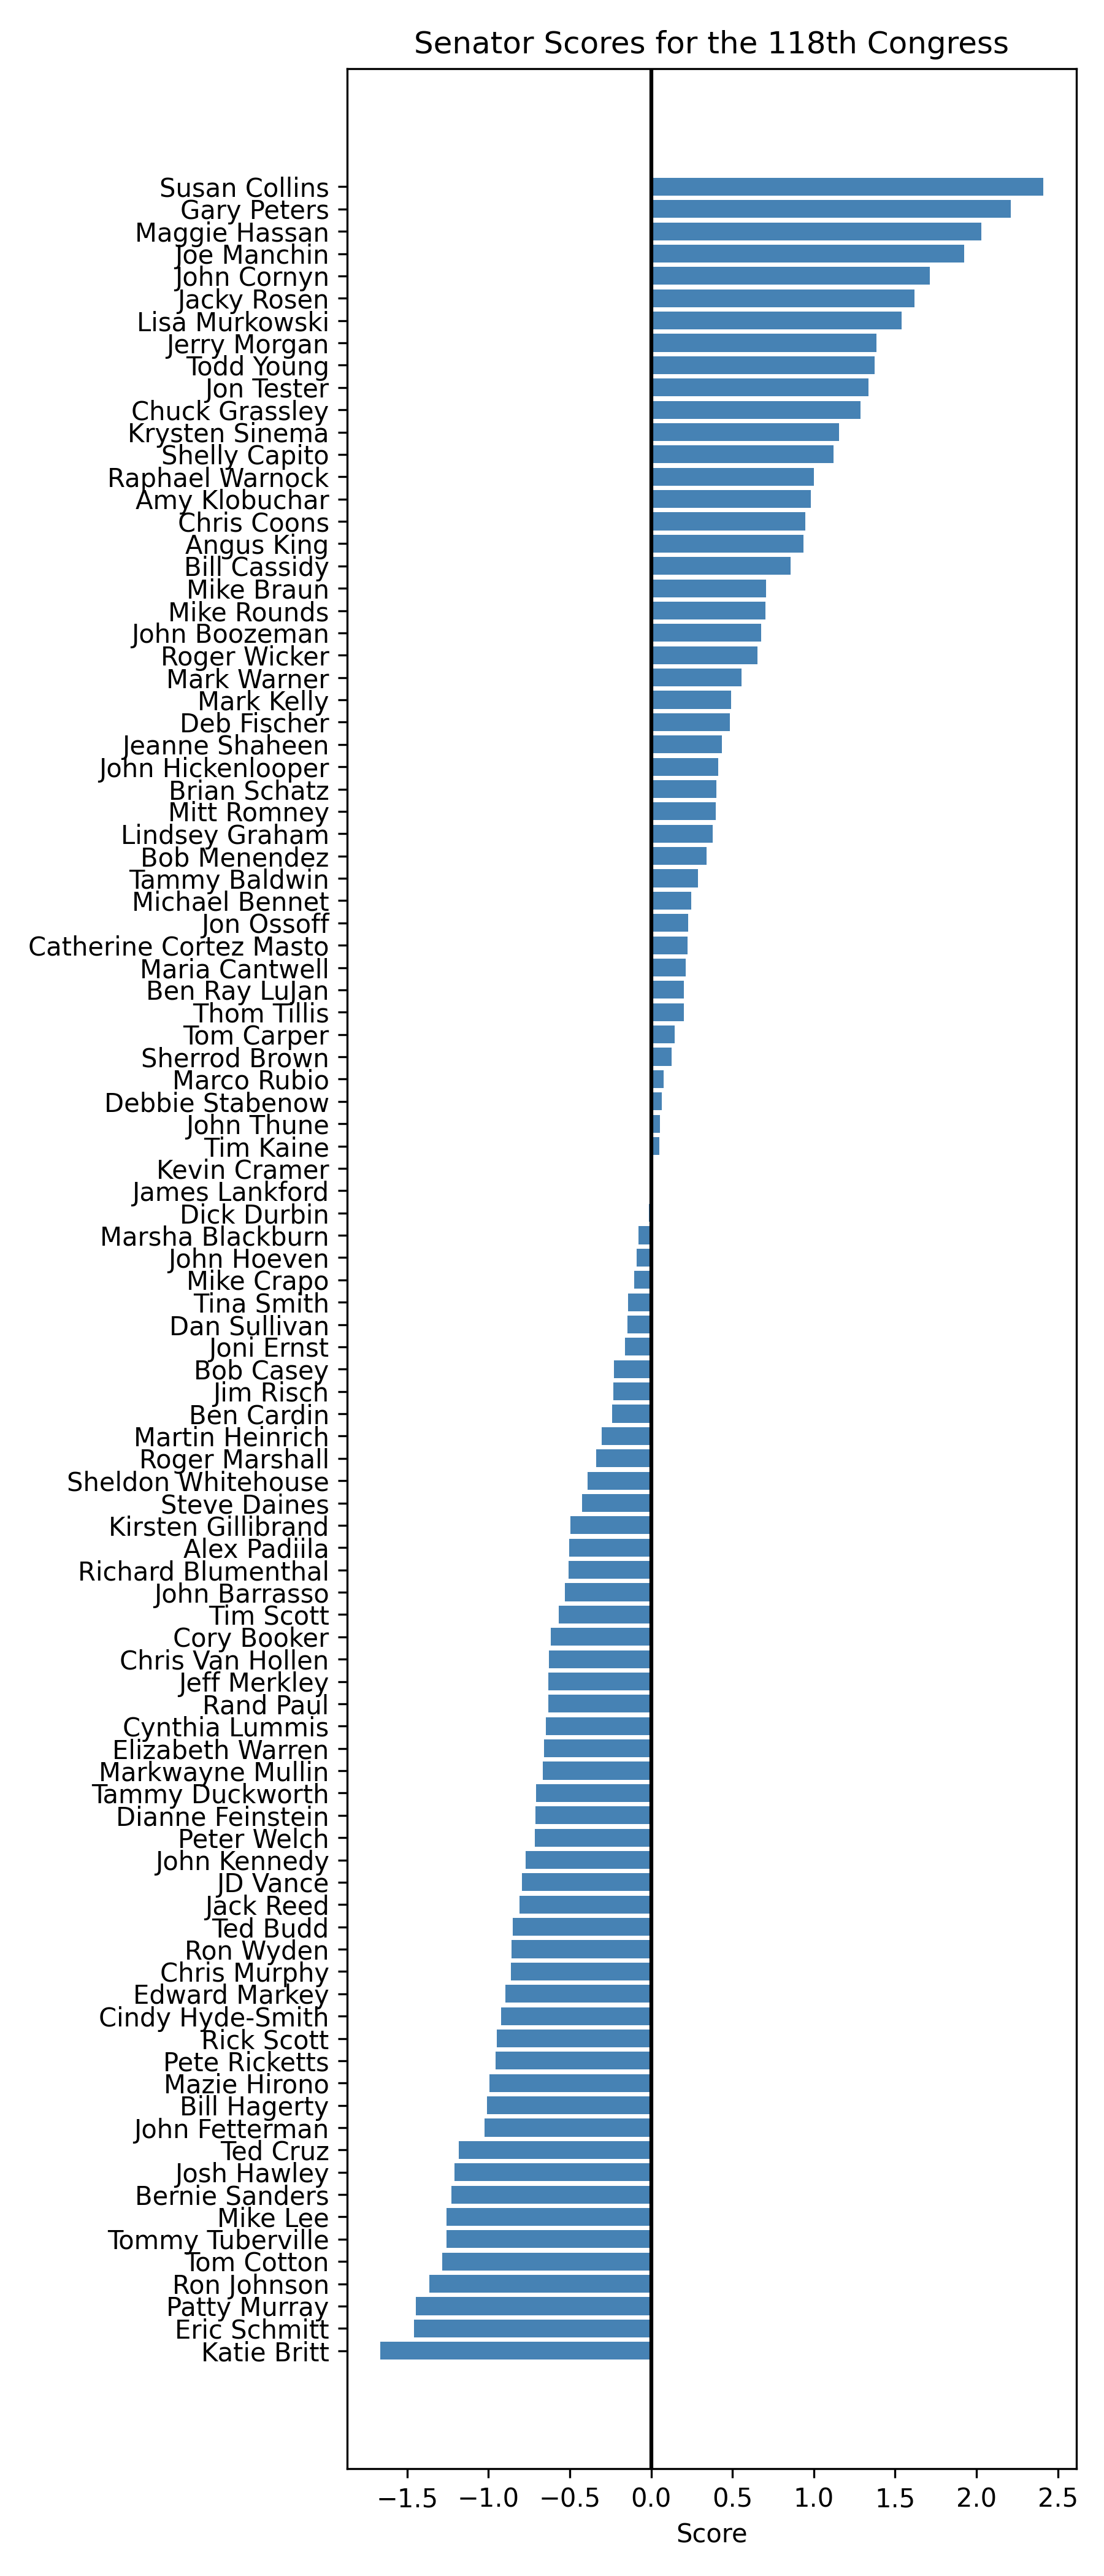 Senator Scores for the 118th Congress
Susan Collins
Gary Peters
Maggie Hassan
Joe Manchin
John Cornyn
Jacky Rosen
Lisa Murkowski
Jerry Morgan
Todd Young
Jon Tester
Chuck Grassley
Krysten Sinema
Shelly Capito
Raphael Warnock
Amy Klobuchar
Chris Coons
Angus King
Bill Cassidy
Mike Braun
Mike Rounds
John Boozeman
Roger Wicker
Mark Warner
Mark Kelly
Deb Fischer
Jeanne Shaheen
John Hickenlooper
Brian Schatz
Mitt Romney
Lindsey Graham
Bob Menendez
Tammy Baldwin
Michael Bennet
Jon Ossoff
Catherine Cortez Masto
Maria Cantwell
Ben Ray LuJan
Thom Tillis
Tom Carper
Sherrod Brown
Marco Rubio
Debbie Stabenow
John Thune
Tim Kaine
Kevin Cramer
James Lankford
Dick Durbin
Marsha Blackburn
John Hoeven
Mike Crapo
Tina Smith
Dan Sullivan
Joni Ernst
Bob Casey
Jim Risch
Ben Cardin
Martin Heinrich
Roger Marshall
Sheldon Whitehouse
Steve Daines
Kirsten Gillibrand
Alex Padiila
Richard Blumenthal
John Barrasso
Tim Scott
Cory Booker
Chris Van Hollen
Jeff Merkley
Rand Paul
Cynthia Lummis
Elizabeth Warren
Markwayne Mullin
Tammy Duckworth
Dianne Feinstein
Peter Welch
John Kennedy
JD Vance
Jack Reed
Ted Budd
Ron Wyden
Chris Murphy
Edward Markey
Cindy Hyde-Smith
Rick Scott
Pete Ricketts
Mazie Hirono
Bill Hagerty
John Fetterman
Ted Cruz
Josh Hawley
Bernie Sanders
Mike Lee
Tommy Tuberville
Tom Cotton
Ron Johnson
Patty Murray
Eric Schmitt
Katie Britt
−1.5 −1.0 −0.5 0.0 0.5 1.0 1.5 2.0 2.5
Score